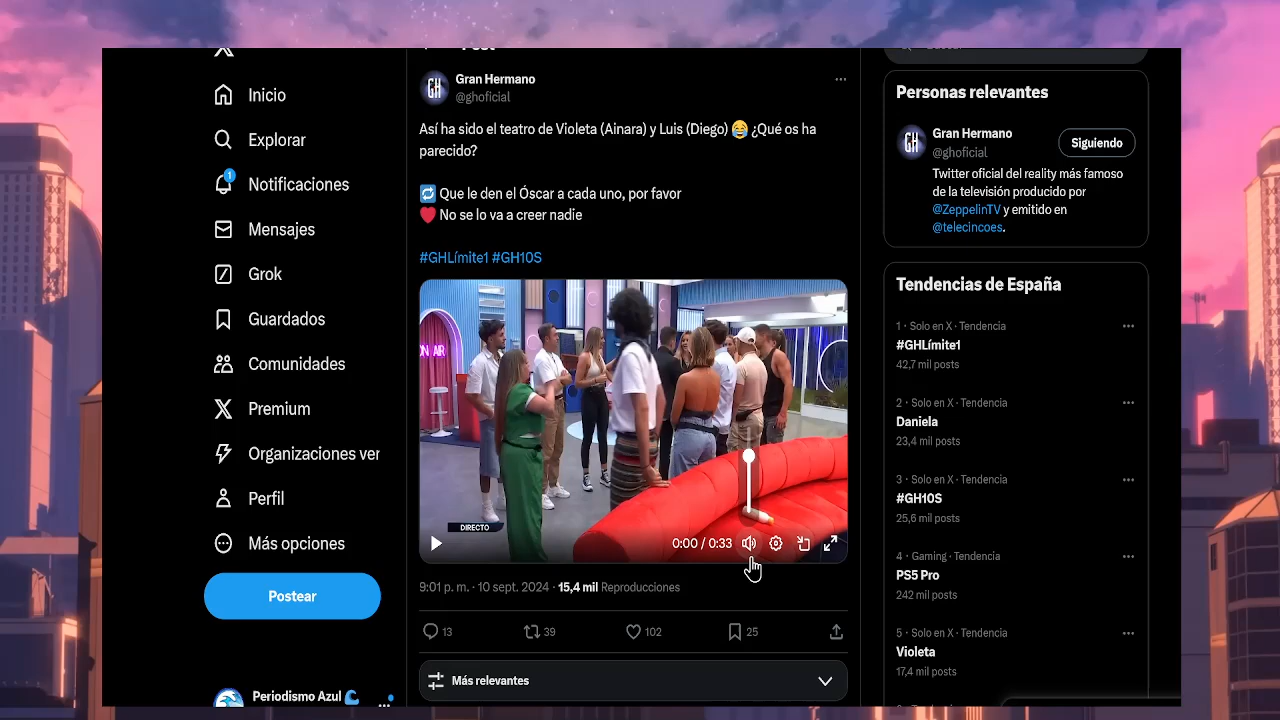 Inicio
Explorar
1
Notificaciones
Mensajes
Grok
Guardados
Comunidades
Premium
Organizaciones ver
Perfil
Más opciones
Postear
Periodismo Azul
GH
Gran Hermano
@ghoficial
Así ha sido el teatro de Violeta (Ainara) y Luis (Diego) 😂 ¿Qué os ha
parecido?
🔁 Que le den el Óscar a cada uno, por favor
❤️ No se lo va a creer nadie
#GHLímite1 #GH10S
DIRECTO
0:00 / 0:33
9:01 p. m. · 10 sept. 2024 · 15,4 mil Reproducciones
13
39
102
25
Más relevantes
Personas relevantes
GH
Gran Hermano
@ghoficial
Siguiendo
Twitter oficial del reality más famoso
de la televisión producido por
@ZeppelinTV y emitido en
@telecincoes.
Tendencias de España
1 · Solo en X · Tendencia
#GHLímite1
42,7 mil posts
2 · Solo en X · Tendencia
Daniela
23,4 mil posts
3 · Solo en X · Tendencia
#GH10S
25,6 mil posts
4 · Gaming · Tendencia
PS5 Pro
242 mil posts
5 · Solo en X · Tendencia
Violeta
17,4 mil posts